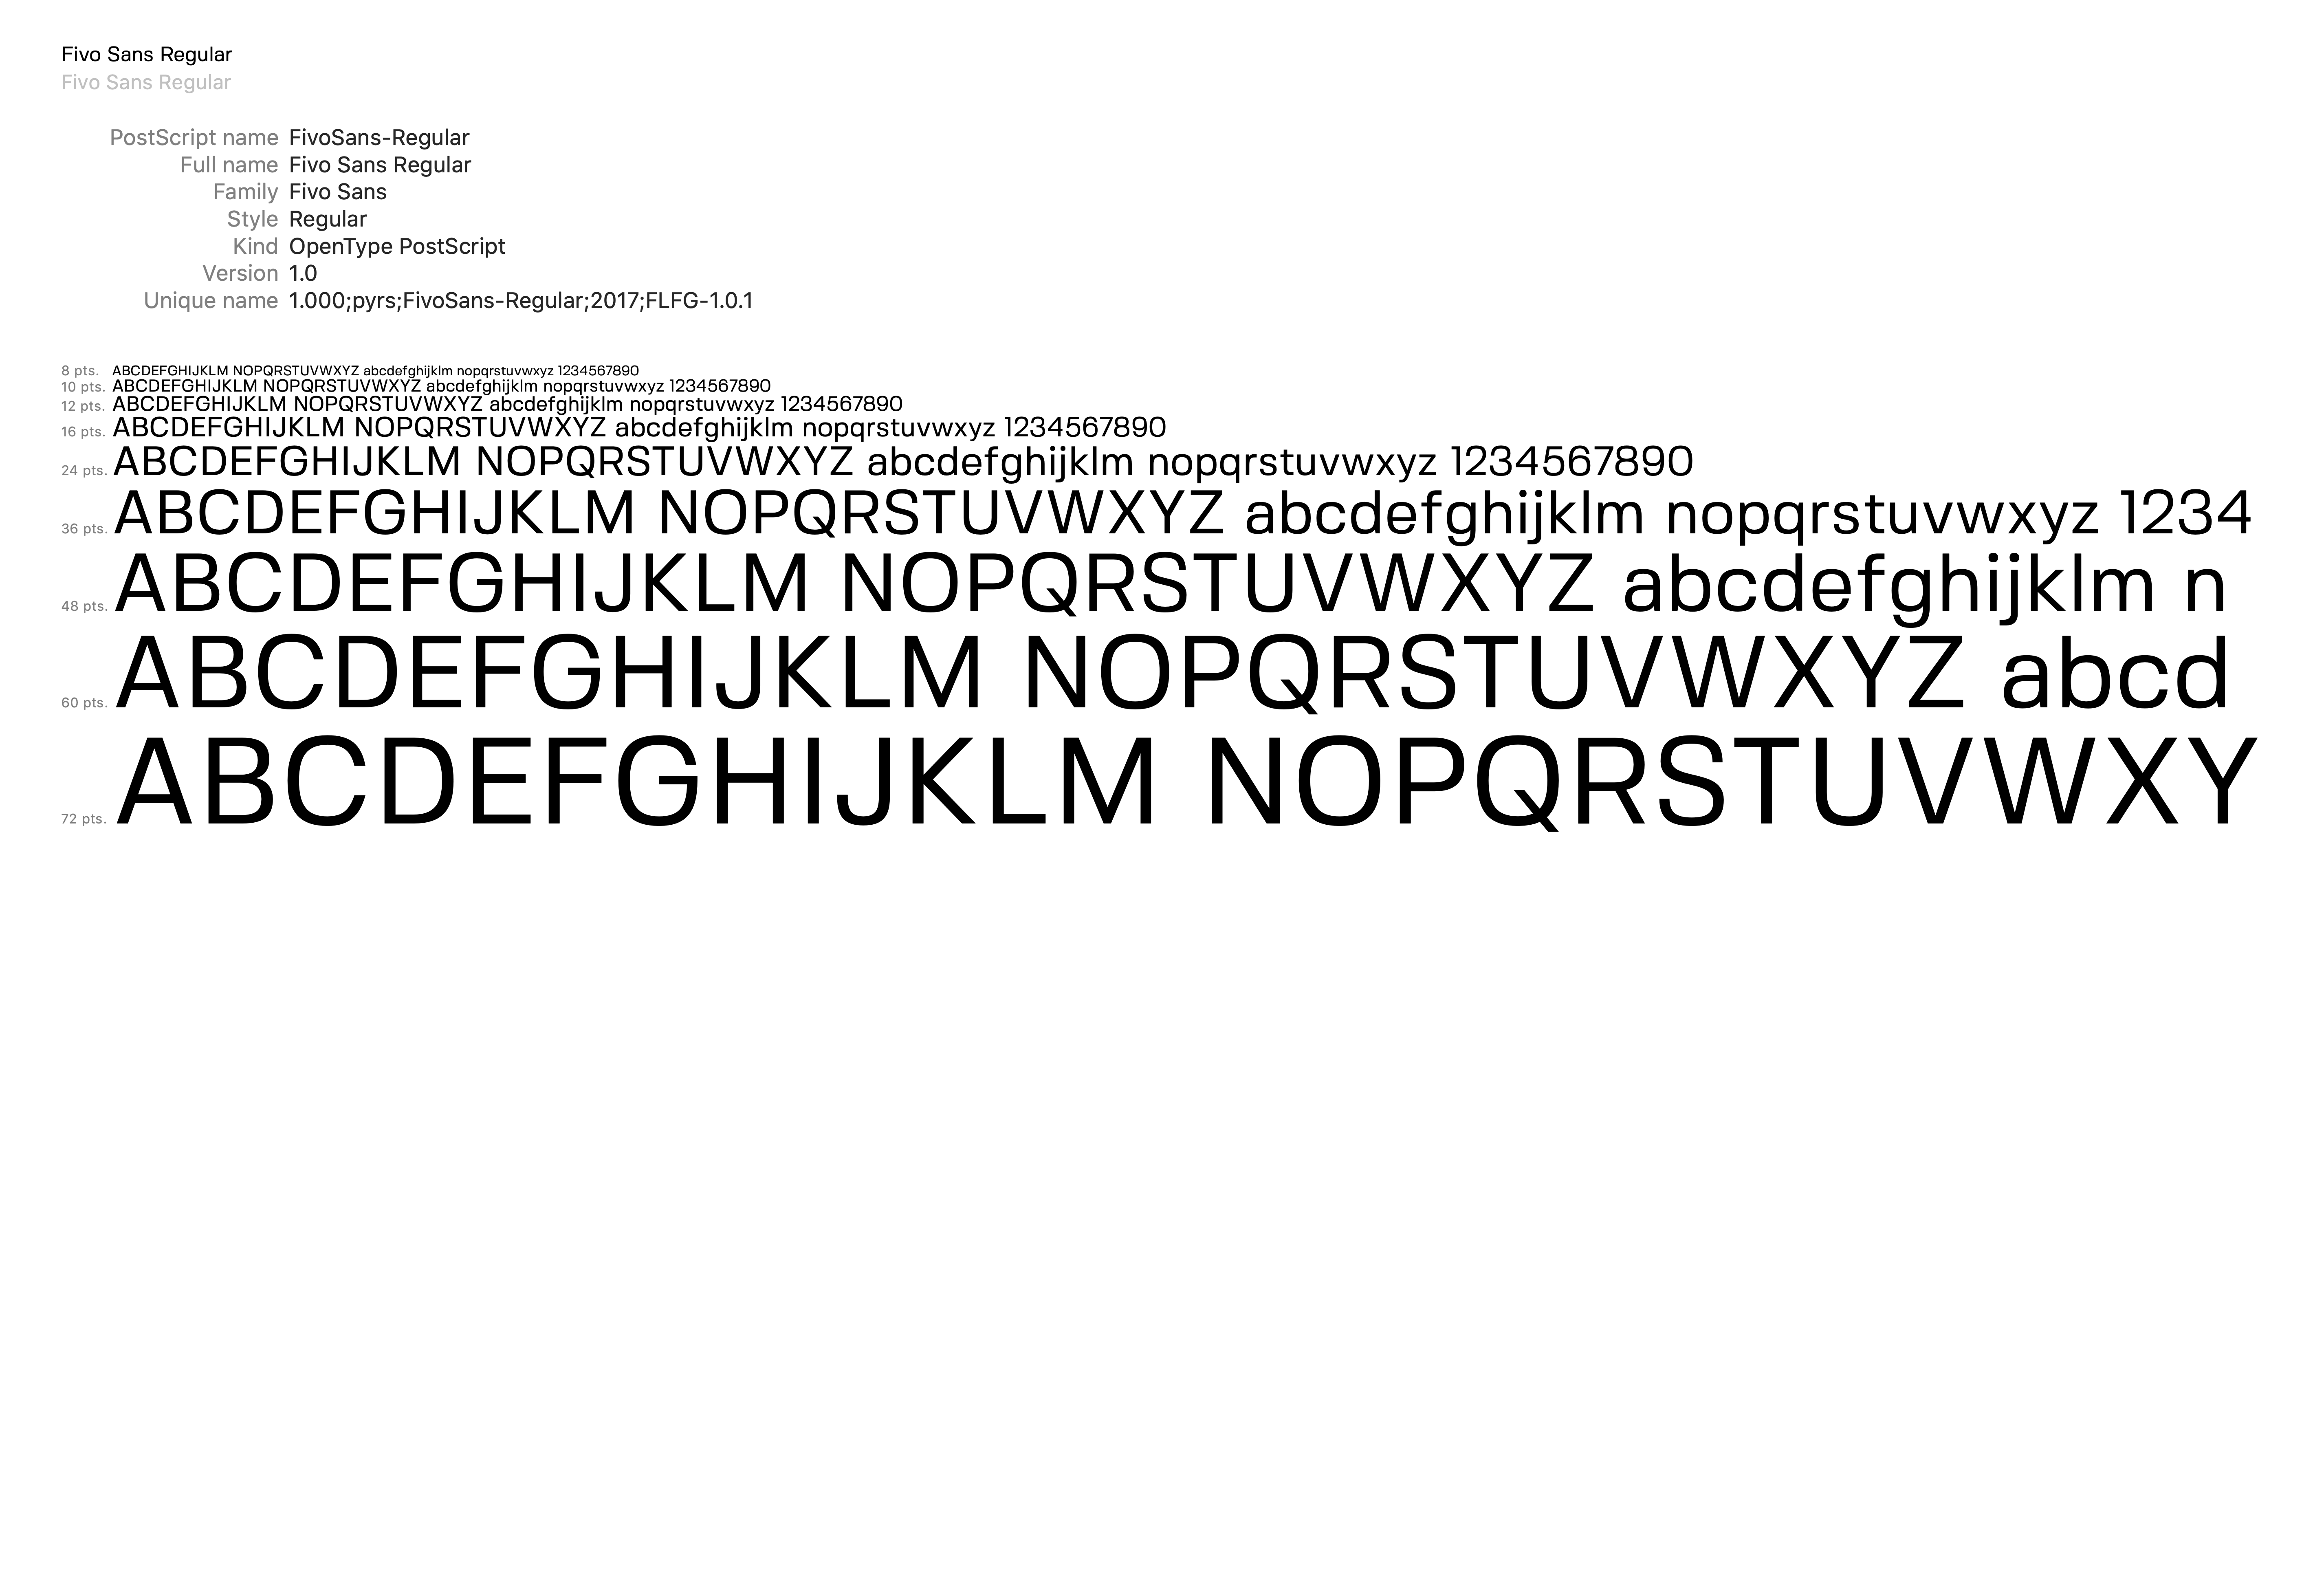 Fivo Sans Regular
Fivo Sans Regular
PostScript name FivoSans-Regular
Full name Fivo Sans Regular
Family Fivo Sans
Style Regular
Kind OpenType PostScript
Version 1.0
Unique name 1.000;pyrs;FivoSans-Regular;2017;FLFG-1.0.1
8 pts. ABCDEFGHIJKLM NOPQRSTUVWXYZ abcdefghijklm nopqrstuvwxyz 1234567890
10 pts. ABCDEFGHIJKLM NOPQRSTUVWXYZ abcdefghijklm nopqrstuvwxyz 1234567890
12 pts. ABCDEFGHIJKLM NOPQRSTUVWXYZ abcdefghijklm nopqrstuvwxyz 1234567890
16 pts. ABCDEFGHIJKLM NOPQRSTUVWXYZ abcdefghijklm nopqrstuvwxyz 1234567890
24 pts. ABCDEFGHIJKLM NOPQRSTUVWXYZ abcdefghijklm nopqrstuvwxyz 1234567890
36 pts. ABCDEFGHIJKLM NOPQRSTUVWXYZ abcdefghijklm nopqrstuvwxyz 1234
48 pts. ABCDEFGHIJKLM NOPQRSTUVWXYZ abcdefghijklm n
60 pts. ABCDEFGHIJKLM NOPQRSTUVWXYZ abcd
72 pts. ABCDEFGHIJKLM NOPQRSTUVWXY